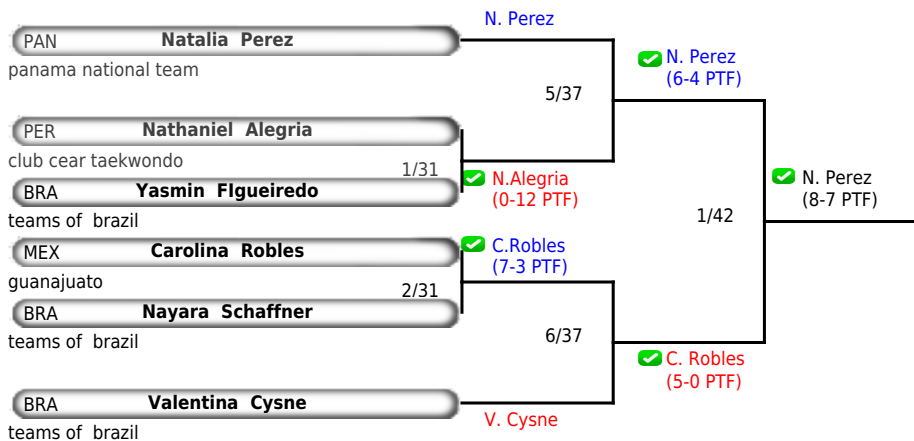 N. Perez
PAN Natalia Perez
panama national team
N. Perez
(6-4 PTF)
5/37
PER Nathaniel Alegria
club cear taekwondo
1/31
N.Alegria
(0-12 PTF)
BRA Yasmin FIgueiredo
teams of brazil
N. Perez
(8-7 PTF)
1/42
MEX Carolina Robles
guanajuato
C.Robles
(7-3 PTF)
2/31
BRA Nayara Schaffner
teams of brazil
6/37
C. Robles
(5-0 PTF)
BRA Valentina Cysne
teams of brazil
V. Cysne